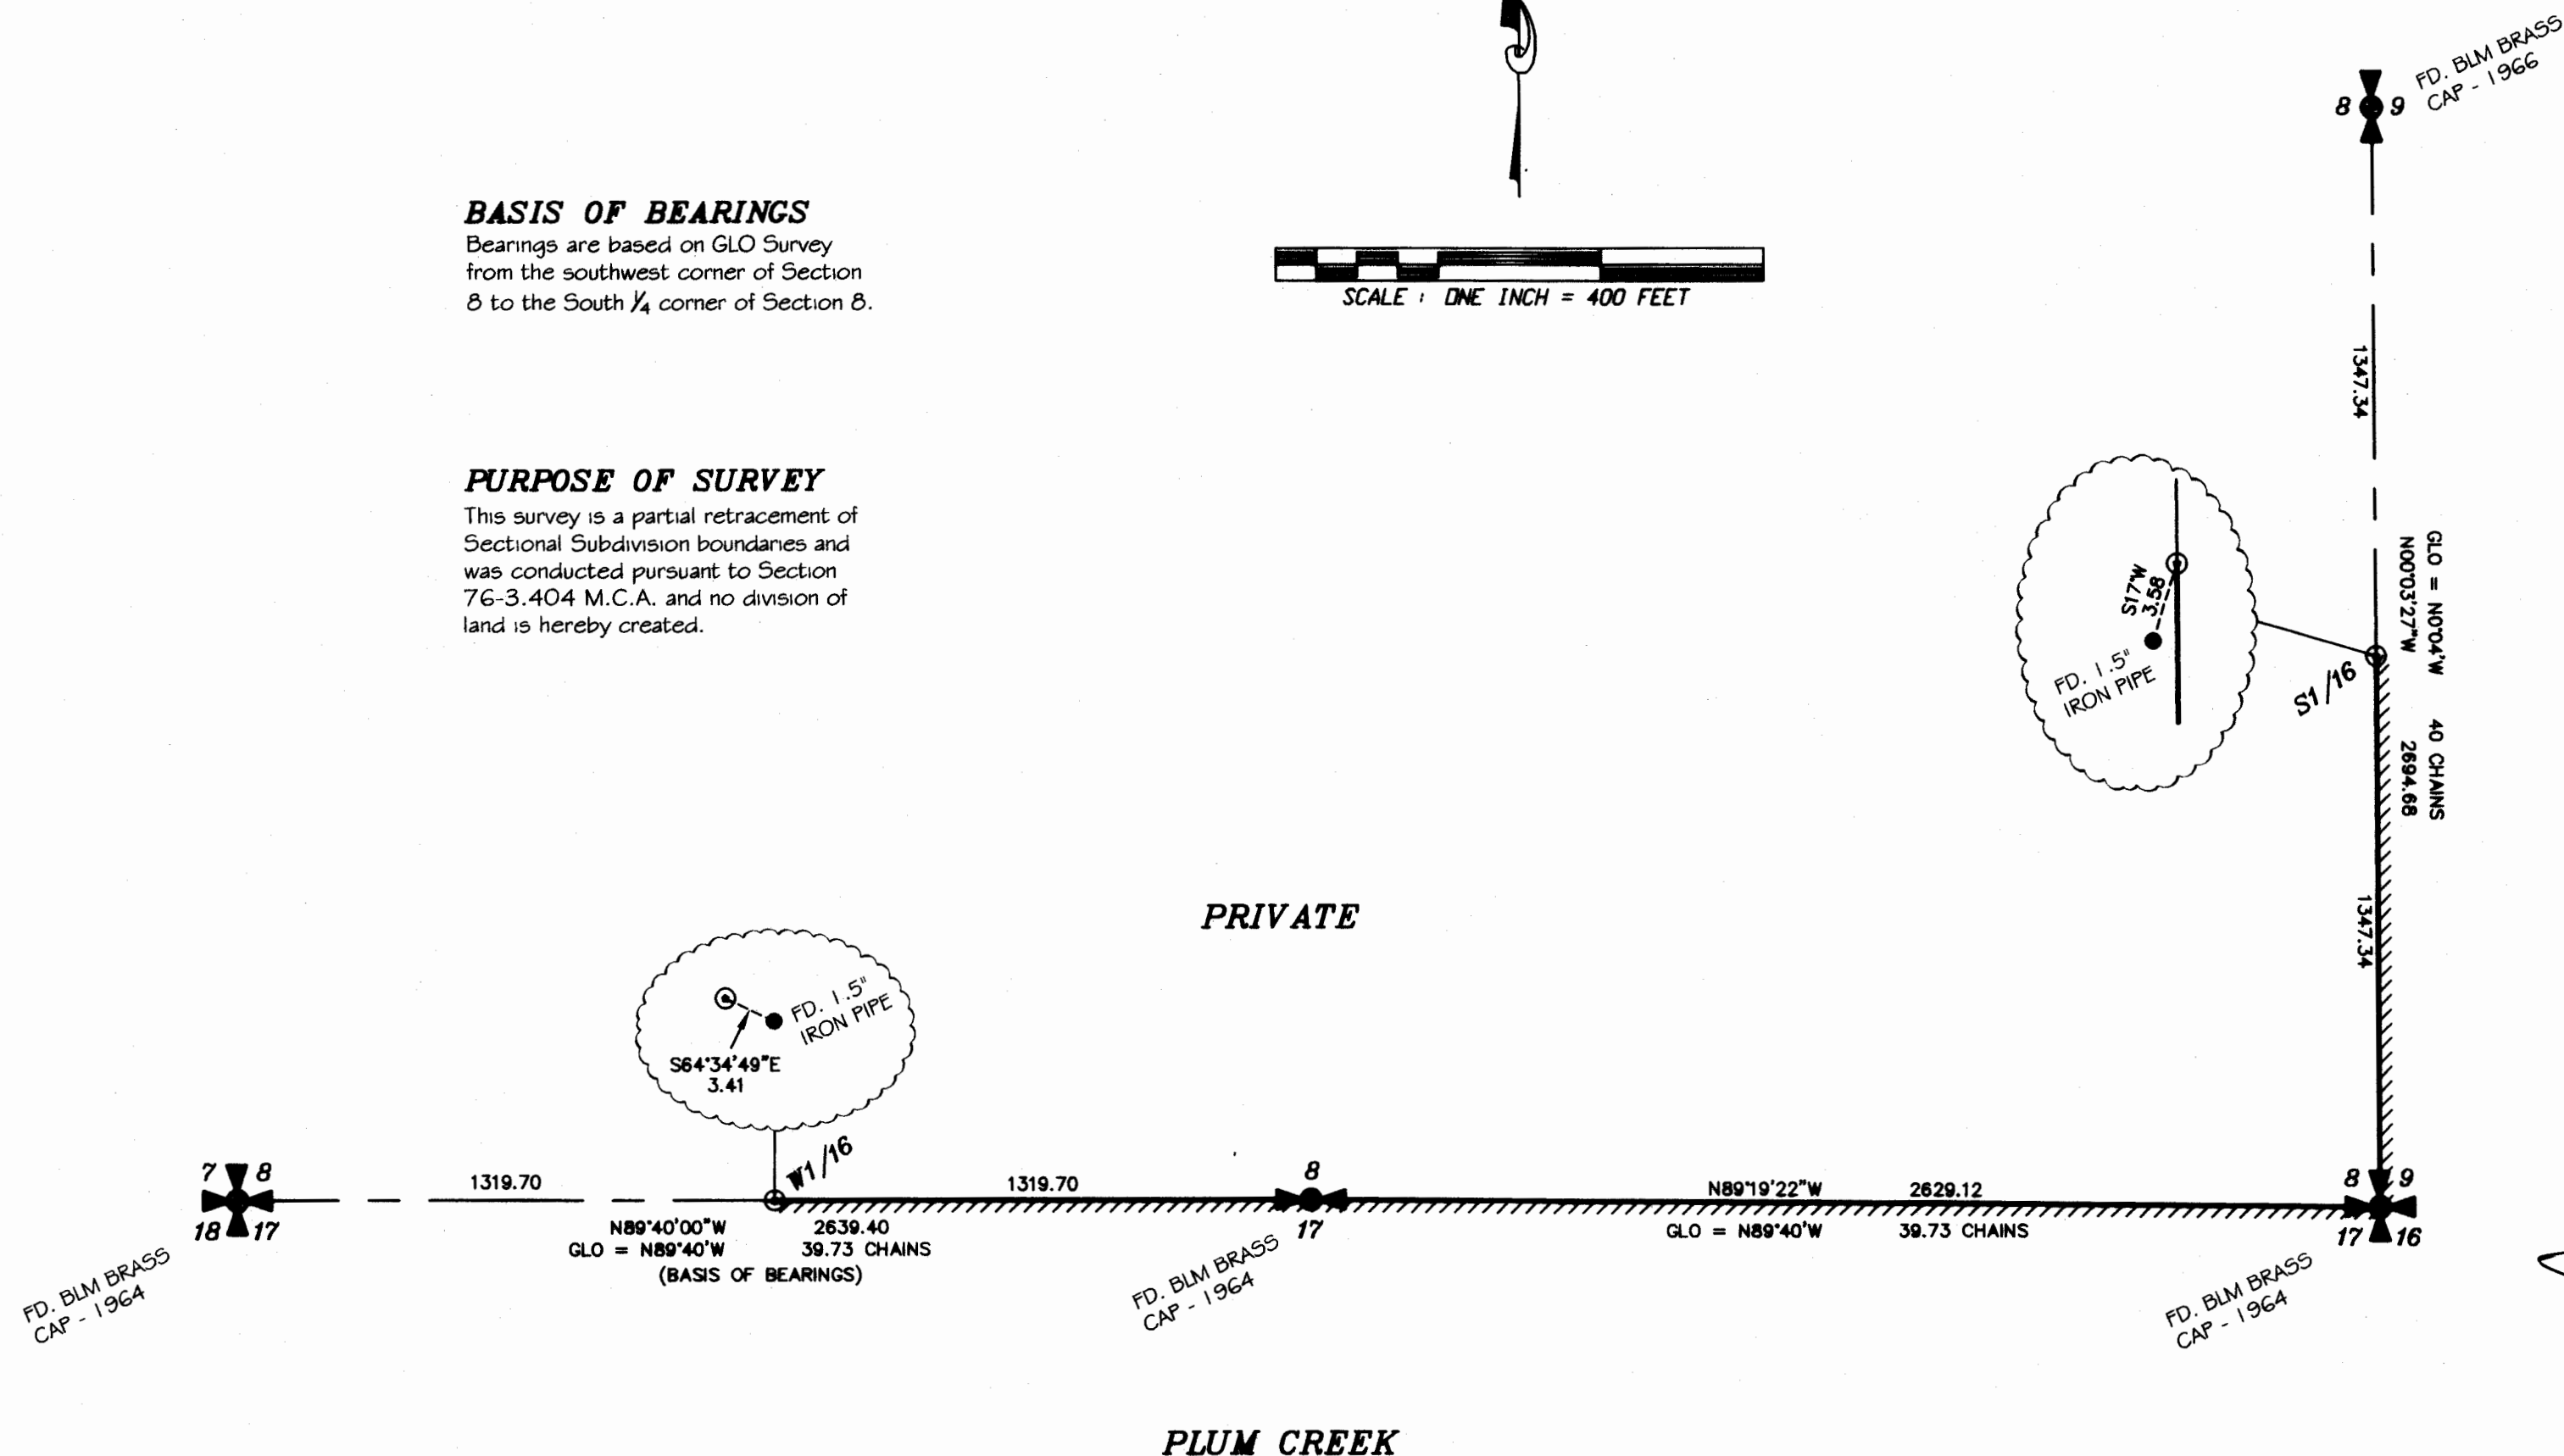 FD. BLM BRASS
CAP - 1966
8 9
BASIS OF BEARINGS
Bearings are based on GLO Survey
from the southwest corner of Section
8 to the South 1/4 corner of Section 8.
SCALE : ONE INCH = 400 FEET
1347.34
PURPOSE OF SURVEY
This survey is a partial retracement of
Sectional Subdivision boundaries and
was conducted pursuant to Section
76-3.404 M.C.A. and no division of
land is hereby created.
S17°W
3.58
FD. 1.5"
IRON PIPE
S1/16
GLO = N0°04'W 40 CHAINS
N00°03'27"W 2694.68
1347.34
PRIVATE
FD. 1.5"
IRON PIPE
S64°34'49"E
3.41
W1/16
7 8
18 17
1319.70
1319.70
8
17
N89°19'22"W 2629.12
GLO = N89°40'W 39.73 CHAINS
8 9
17 16
N89°40'00"W 2639.40
GLO = N89°40'W 39.73 CHAINS
(BASIS OF BEARINGS)
FD. BLM BRASS
CAP - 1964
FD. BLM BRASS
CAP - 1964
FD. BLM BRASS
CAP - 1964
PLUM CREEK